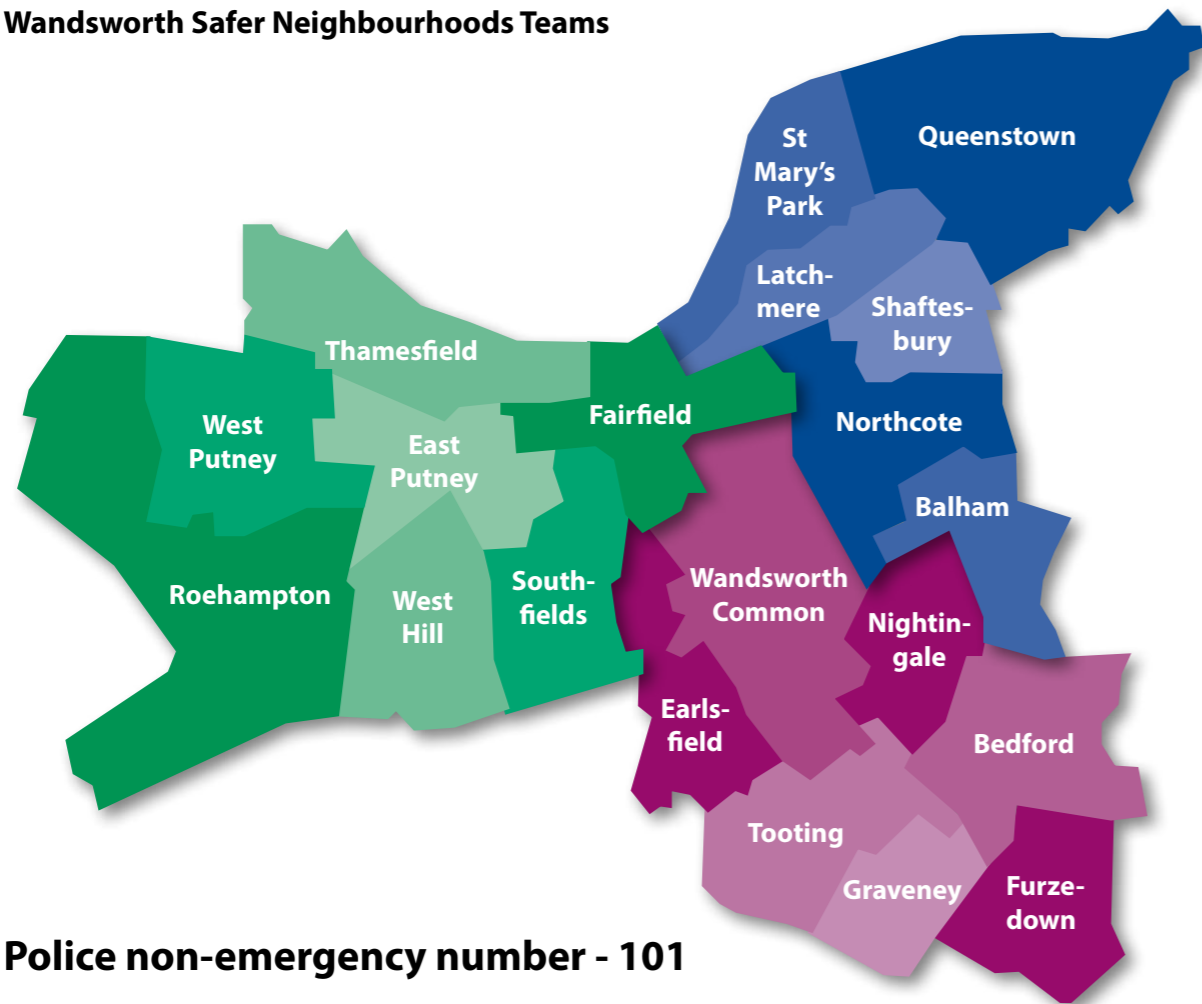 Wandsworth Safer Neighbourhoods Teams
Queenstown
St
Mary's
Park
Latch-
mere
Shaftes-
bury
Thamesfield
Fairfield
West
Putney
East
Putney
Northcote
Balham
Roehampton
West
Hill
South-
fields
Wandsworth
Common
Nightin-
gale
Earls-
field
Bedford
Tooting
Graveney
Furze-
down
Police non-emergency number - 101